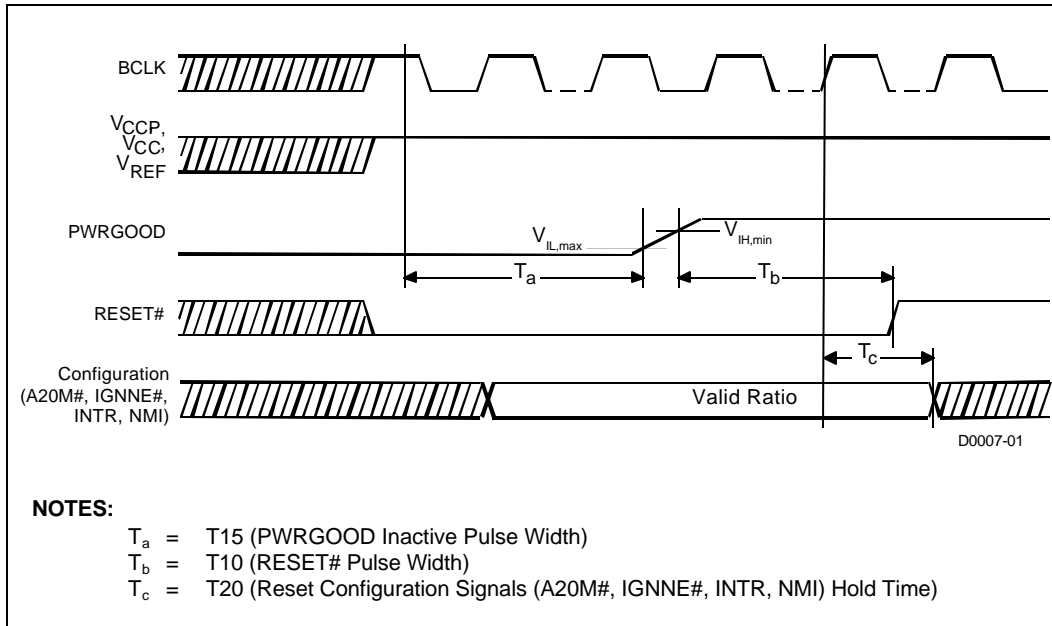 BCLK
VCCP,
VCC,
VREF
PWRGOOD
VIL,max
VIH,min
Ta
Tb
RESET#
Tc
Configuration
(A20M#, IGNNE#,
INTR, NMI)
Valid Ratio
D0007-01
NOTES:
Ta = T15 (PWRGOOD Inactive Pulse Width)
Tb = T10 (RESET# Pulse Width)
Tc = T20 (Reset Configuration Signals (A20M#, IGNNE#, INTR, NMI) Hold Time)